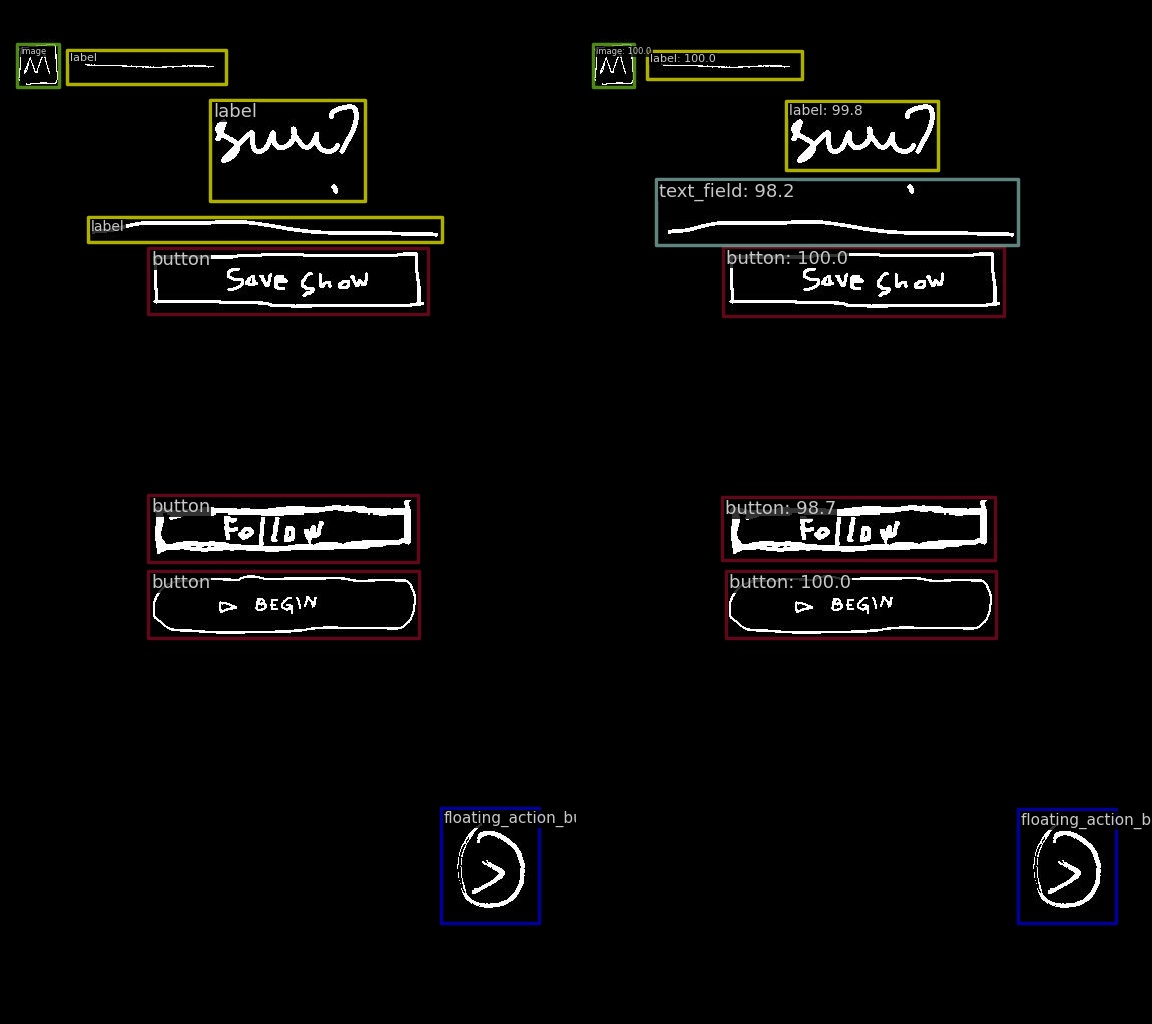 image
label
image: 100.0
label: 100.0
label
label: 99.8
text_field: 98.2
label
button
Save Show
button: 100.0
Save Show
button
Follow
button: 98.7
Follow
button
▷ BEGIN
button: 100.0
▷ BEGIN
floating_action_bu
>
floating_action_b
>